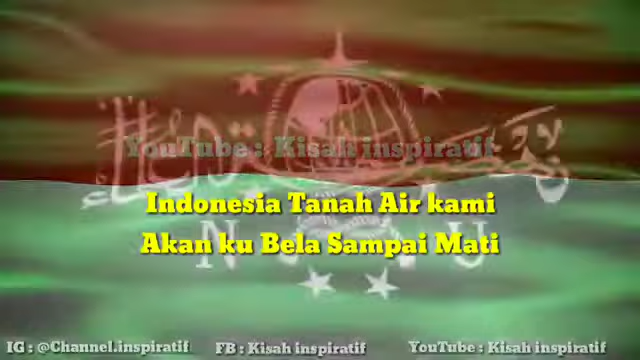 YouTube : Kisah inspiratif
Indonesia Tanah Air kami
Akan ku Bela Sampai Mati
N U
IG : @Channel.inspiratif
FB : Kisah inspiratif
YouTube : Kisah inspiratif